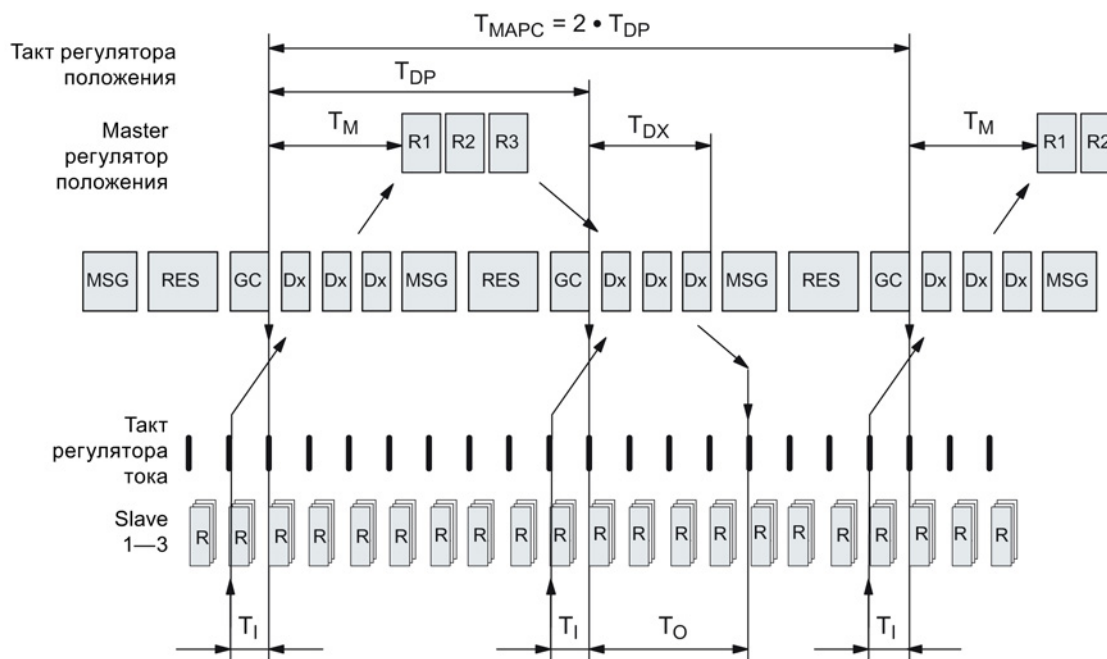 T_MAPC = 2 • T_DP
Такт регулятора
положения
T_DP
Master
регулятор
положения
T_M
R1 R2 R3
T_DX
T_M
R1 R2
MSG RES GC Dx Dx Dx MSG RES GC Dx Dx Dx MSG RES GC Dx Dx Dx MSG
Такт
регулятора
тока
Slave
1—3
R R R R R R R R R R R R R R R R R R R R R
T_I
T_I
T_O
T_I